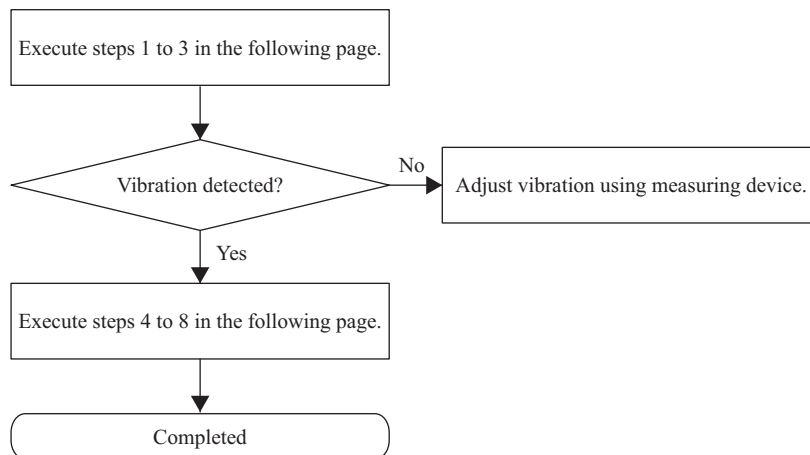 Execute steps 1 to 3 in the following page.
Vibration detected?
No
Adjust vibration using measuring device.
Yes
Execute steps 4 to 8 in the following page.
Completed